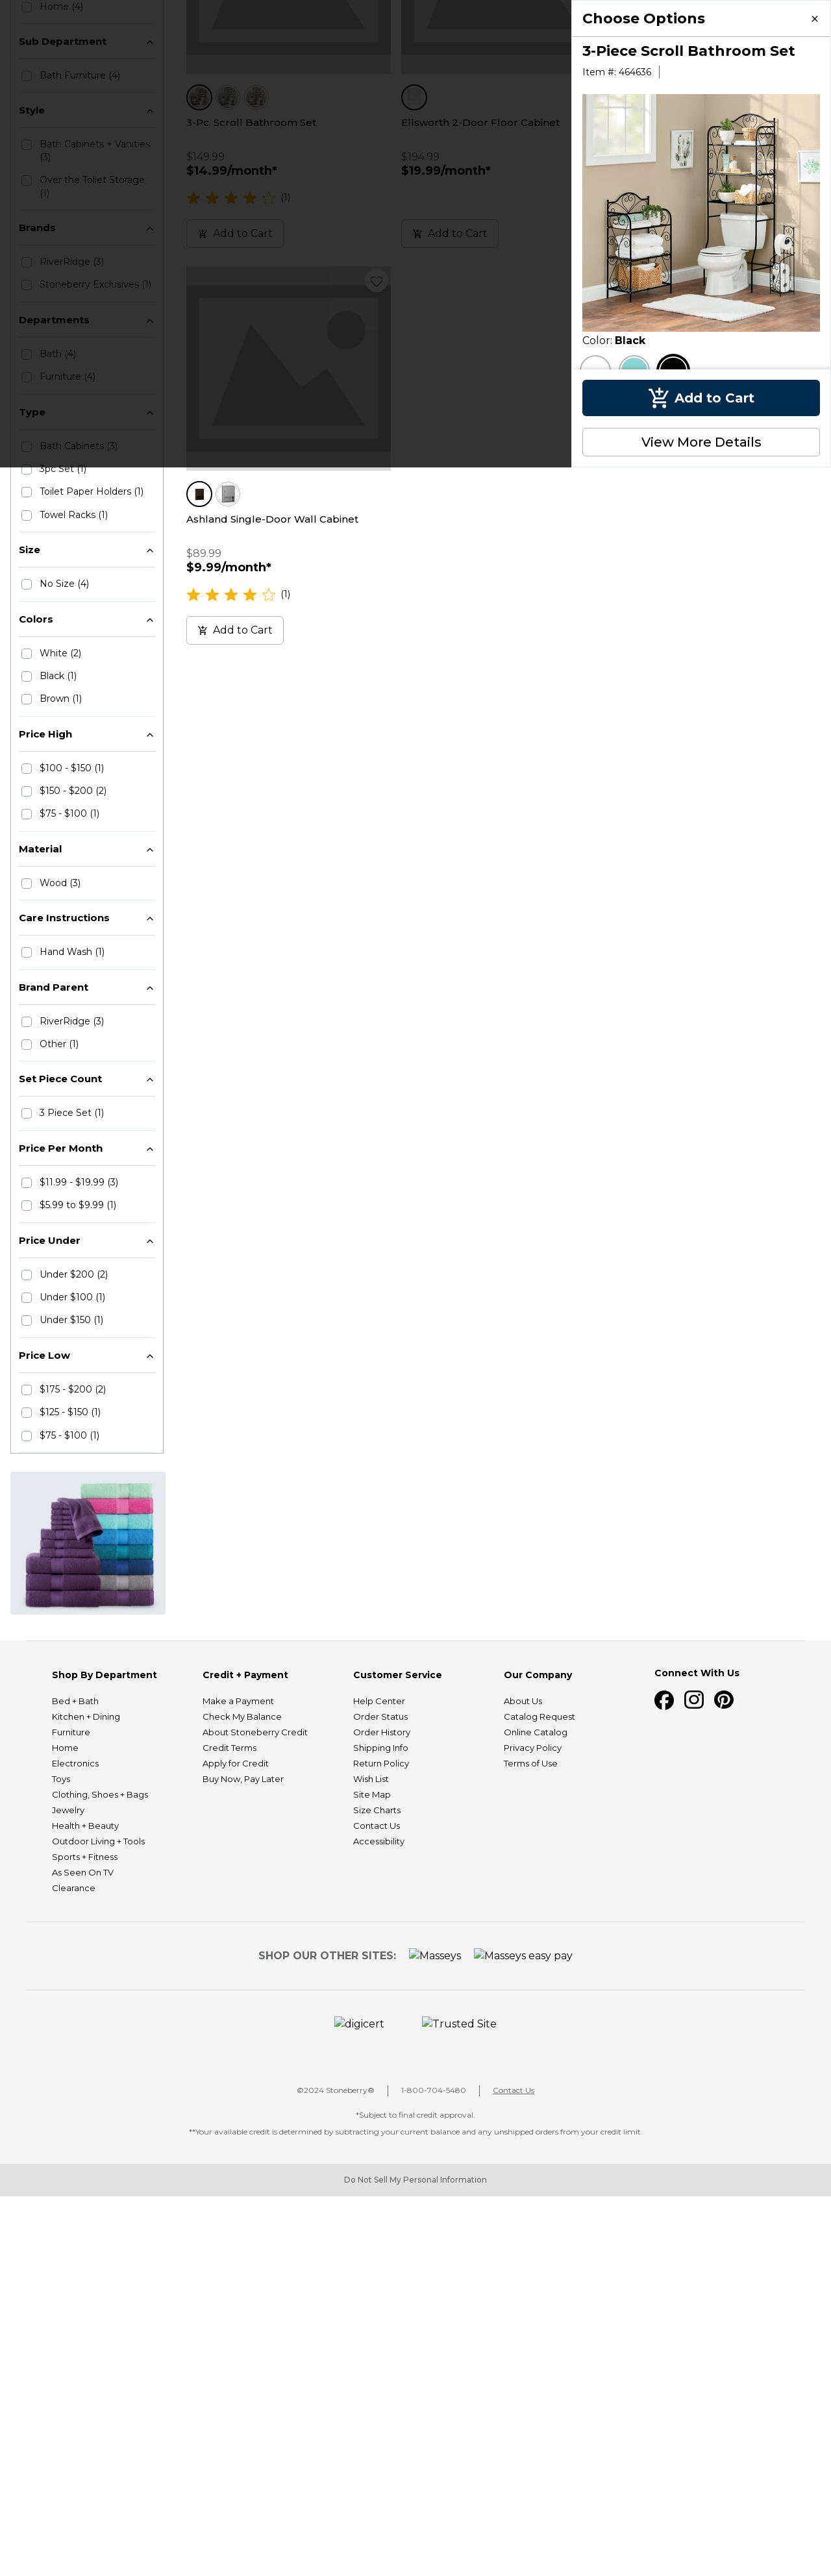 Home (4)
Sub Department
Bath Furniture (4)
Style
Bath Cabinets + Vanities
(3)
Over the Toliet Storage
(1)
Brands
RiverRidge (3)
Stoneberry Exclusives (1)
Departments
Bath (4)
Furniture (4)
Type
Bath Cabinets (3)
3pc Set (1)
Toilet Paper Holders (1)
Towel Racks (1)
Size
No Size (4)
Colors
White (2)
Black (1)
Brown (1)
Price High
$100 - $150 (1)
$150 - $200 (2)
$75 - $100 (1)
Material
Wood (3)
Care Instructions
Hand Wash (1)
Brand Parent
RiverRidge (3)
Other (1)
Set Piece Count
3 Piece Set (1)
Price Per Month
$11.99 - $19.99 (3)
$5.99 to $9.99 (1)
Price Under
Under $200 (2)
Under $100 (1)
Under $150 (1)
Price Low
$175 - $200 (2)
$125 - $150 (1)
$75 - $100 (1)
3-Pc. Scroll Bathroom Set
$149.99
$14.99/month*
(1)
Add to Cart
Ellsworth 2-Door Floor Cabinet
$194.99
$19.99/month*
Add to Cart
Ashland Single-Door Wall Cabinet
$89.99
$9.99/month*
(1)
Add to Cart
Choose Options
×
3-Piece Scroll Bathroom Set
Item #: 464636
Color: Black
Add to Cart
View More Details
Shop By Department
Bed + Bath
Kitchen + Dining
Furniture
Home
Electronics
Toys
Clothing, Shoes + Bags
Jewelry
Health + Beauty
Outdoor Living + Tools
Sports + Fitness
As Seen On TV
Clearance
Credit + Payment
Make a Payment
Check My Balance
About Stoneberry Credit
Credit Terms
Apply for Credit
Buy Now, Pay Later
Customer Service
Help Center
Order Status
Order History
Shipping Info
Return Policy
Wish List
Site Map
Size Charts
Contact Us
Accessibility
Our Company
About Us
Catalog Request
Online Catalog
Privacy Policy
Terms of Use
Connect With Us
SHOP OUR OTHER SITES:
Masseys
Masseys easy pay
digicert
Trusted Site
©2024 Stoneberry®
1-800-704-5480
Contact Us
*Subject to final credit approval.
**Your available credit is determined by subtracting your current balance and any unshipped orders from your credit limit.
Do Not Sell My Personal Information